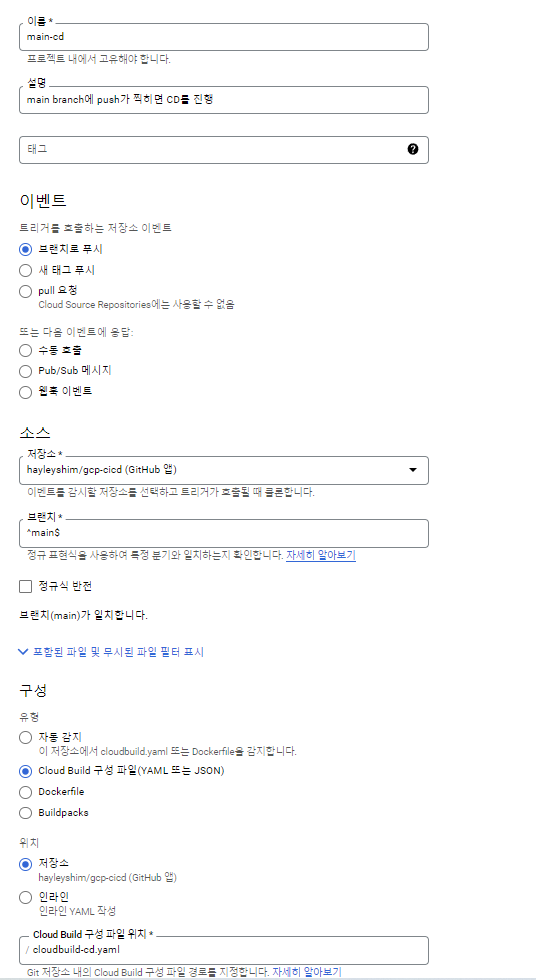 이름 *
main-cd
프로젝트 내에서 고유해야 합니다.
설명
main branch에 push가 찍히면 CD를 진행
태그
이벤트
트리거를 호출하는 저장소 이벤트
브랜치로 푸시
새 태그 푸시
pull 요청
Cloud Source Repositories에는 사용할 수 없음
또는 다음 이벤트에 응답:
수동 호출
Pub/Sub 메시지
웹훅 이벤트
소스
저장소 *
hayleyshim/gcp-cicd (GitHub 앱)
이벤트를 감시할 저장소를 선택하고 트리거가 호출될 때 클론합니다.
브랜치 *
^main$
정규 표현식을 사용하여 특정 분기와 일치하는지 확인합니다. 자세히 알아보기
정규식 반전
브랜치(main)가 일치합니다.
포함된 파일 및 무시된 파일 필터 표시
구성
유형
자동 감지
이 저장소에서 cloudbuild.yaml 또는 Dockerfile을 감지합니다.
Cloud Build 구성 파일(YAML 또는 JSON)
Dockerfile
Buildpacks
위치
저장소
hayleyshim/gcp-cicd (GitHub 앱)
인라인
인라인 YAML 작성
Cloud Build 구성 파일 위치 *
/ cloudbuild-cd.yaml
Git 저장소 내의 Cloud Build 구성 파일 경로를 지정합니다. 자세히 알아보기